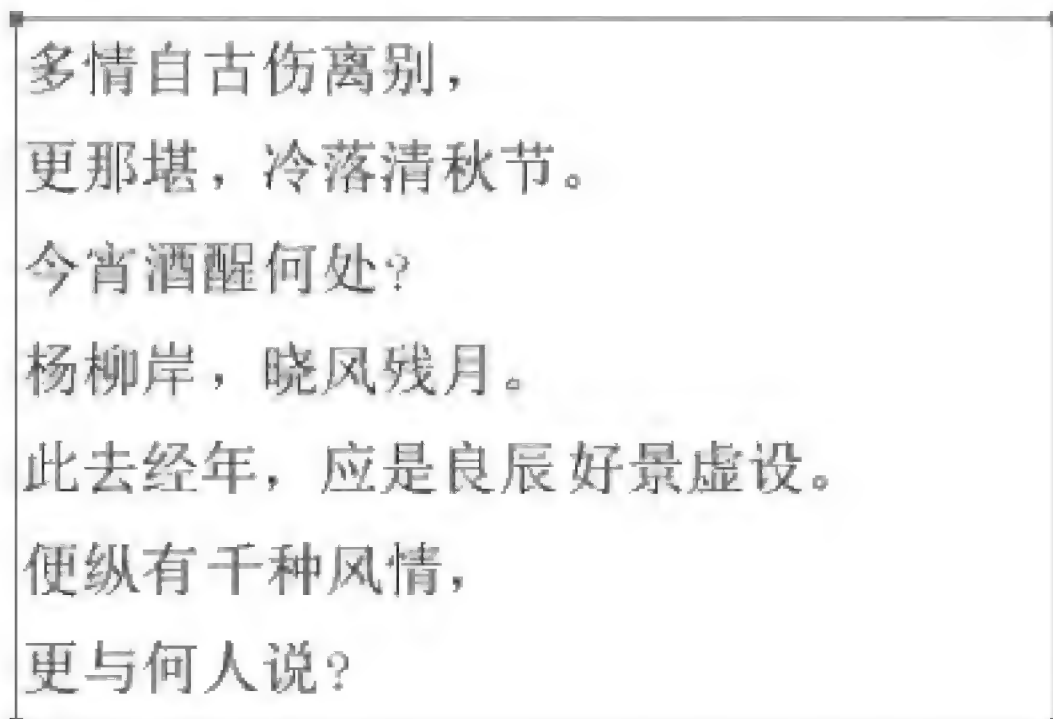 多情自古伤离别，
更那堪，冷落清秋节。
今宵酒醒何处？
杨柳岸，晓风残月。
此去经年，应是良辰好景虚设。
便纵有千种风情，
更与何人说？